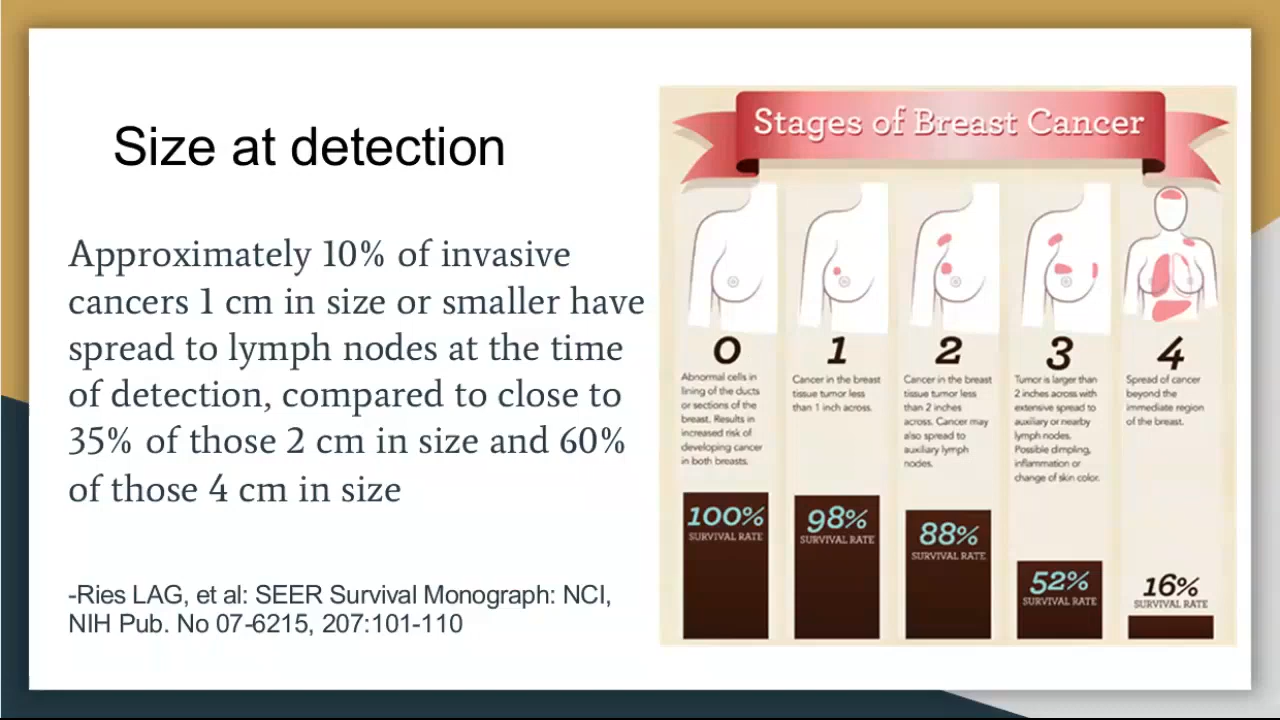 Size at detection
Approximately 10% of invasive
cancers 1 cm in size or smaller have
spread to lymph nodes at the time
of detection, compared to close to
35% of those 2 cm in size and 60%
of those 4 cm in size
-Ries LAG, et al: SEER Survival Monograph: NCI,
NIH Pub. No 07-6215, 207:101-110
Stages of Breast Cancer
0
Abnormal cells in
lining of the ducts
or sections of the
breast. Results in
increased risk of
developing cancer
in both breasts.
100%
SURVIVAL RATE
1
Cancer in the breast
tissue tumor less
than 1 inch across.
98%
SURVIVAL RATE
2
Cancer in the breast
tissue tumor less
than 2 inches
across. Cancer may
also spread to
auxiliary lymph
nodes.
88%
SURVIVAL RATE
3
Tumor is larger than
2 inches across with
extensive spread to
auxiliary or nearby
lymph nodes.
Possible dimpling,
inflammation or
change of skin color.
52%
SURVIVAL RATE
4
Spread of cancer
beyond the
immediate region
of the breast.
16%
SURVIVAL RATE